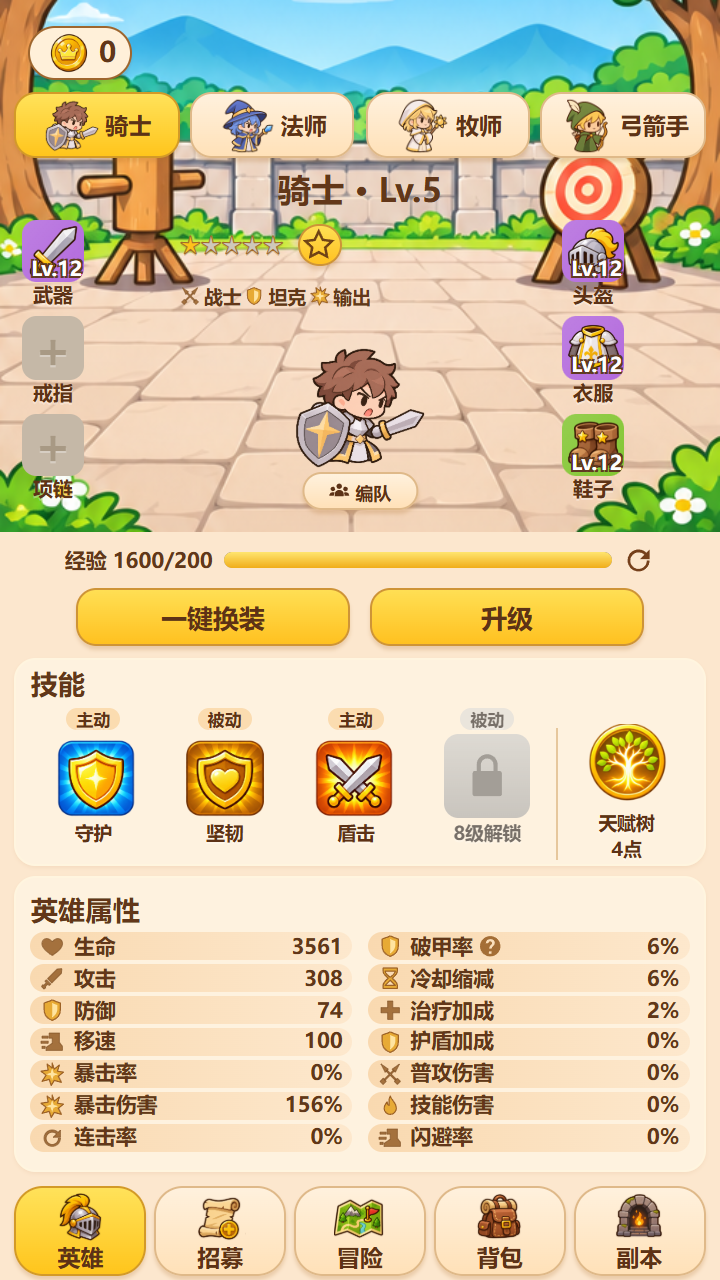 0
骑士
法师
牧师
弓箭手
骑士·Lv.5
Lv.12
武器
战士 坦克 输出
Lv.12
头盔
戒指
Lv.12
衣服
项链
Lv.12
鞋子
编队
经验 1600/200
一键换装
升级
技能
主动
被动
主动
被动
守护
坚韧
盾击
8级解锁
天赋树
4点
英雄属性
生命 3561
破甲率 ? 6%
攻击 308
冷却缩减 6%
防御 74
治疗加成 2%
移速 100
护盾加成 0%
暴击率 0%
普攻伤害 0%
暴击伤害 156%
技能伤害 0%
连击率 0%
闪避率 0%
英雄
招募
冒险
背包
副本